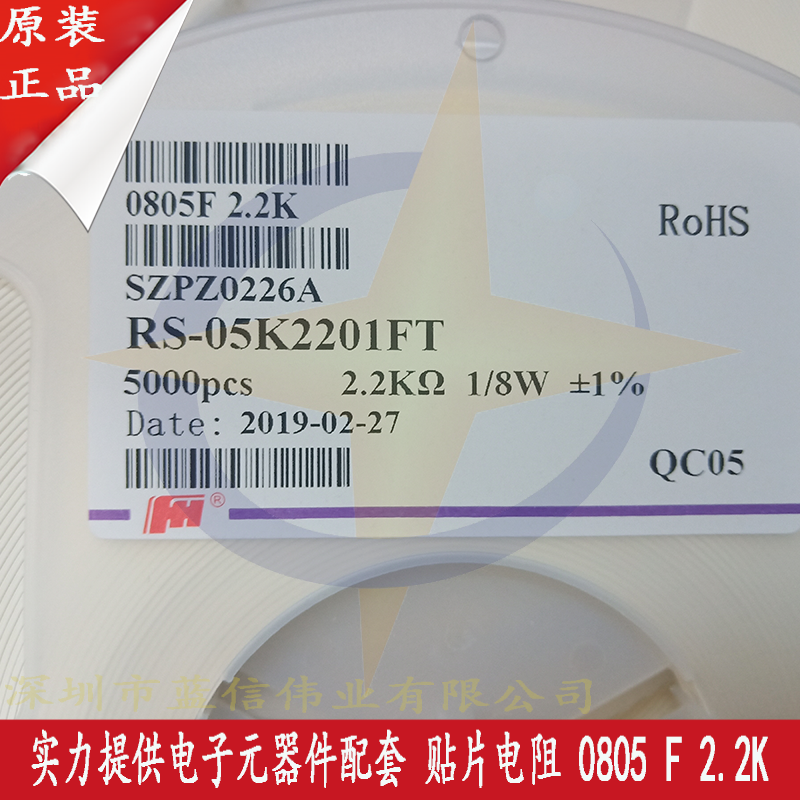 原装
正品
0805F 2.2K
RoHS
SZPZ0226A
RS-05K2201FT
5000pcs 2.2KΩ 1/8W ±1%
Date: 2019-02-27
QC05
®
深圳市蓝信伟业有限公司
实力提供电子元器件配套 贴片电阻 0805 F 2.2K